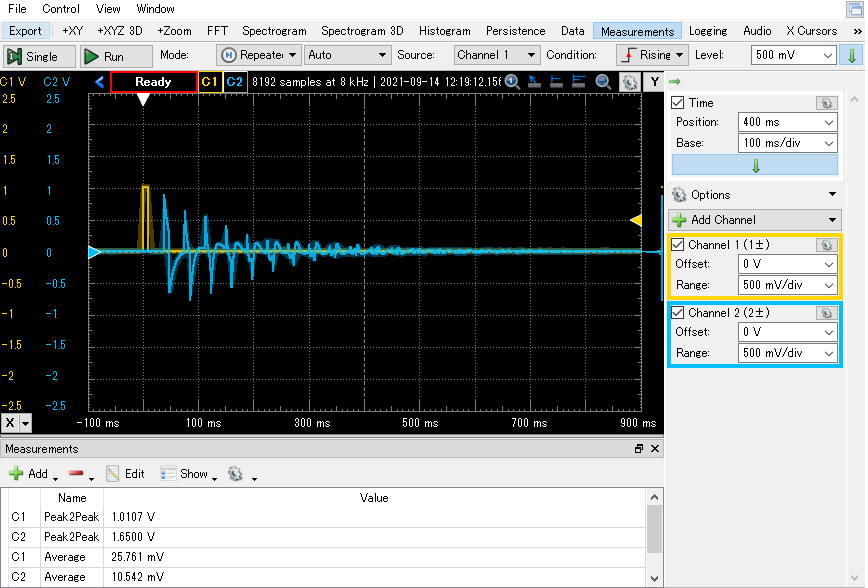 File Control View Window
Export +XY +XYZ 3D +Zoom FFT Spectrogram Spectrogram 3D Histogram Persistence Data Measurements Logging Audio X Cursors »
Single Run Mode: Repeate Auto Source: Channel 1 Condition: Rising Level: 500 mV
C1 V C2 V Ready C1 C2 8192 samples at 8 kHz | 2021-09-14 12:19:12.156 Y
2.5 2.5
2 2
1.5 1.5
1 1
0.5 0.5
0 0
-0.5 -0.5
-1 -1
-1.5 -1.5
-2 -2
-2.5 -2.5
X -100 ms 100 ms 300 ms 500 ms 700 ms 900 ms
Time
Position: 400 ms
Base: 100 ms/div
Options
Add Channel
Channel 1 (1±)
Offset: 0 V
Range: 500 mV/div
Channel 2 (2±)
Offset: 0 V
Range: 500 mV/div
Measurements
Add Edit Show
Name Value
C1 Peak2Peak 1.0107 V
C2 Peak2Peak 1.6500 V
C1 Average 25.761 mV
C2 Average 10.542 mV